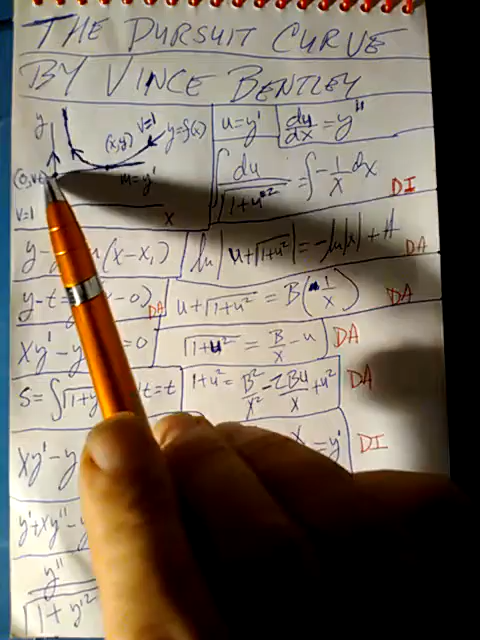 THE PURSUIT CURVE
BY VINCE BENTLEY
y
(x,y) v=1
y=f(x)
m=y'
v=1
x
u=y'
du/dx = y''
∫ du/√(1+u²) = ∫ -1/x dx DI
(x-x₁)
ln|u+√(1+u²)| = -ln|x| + A DA
y-t -0) DA
u+√(1+u²) = B(1/x) DA
xy'-y =0
√(1+u²) = B/x - u DA
S=∫√(1+y t=t
1+u² = B²/x² - 2Bu/x + u² DA
xy'-y
x =y' DI
y'+xy''-y
y''
√(1+y'²